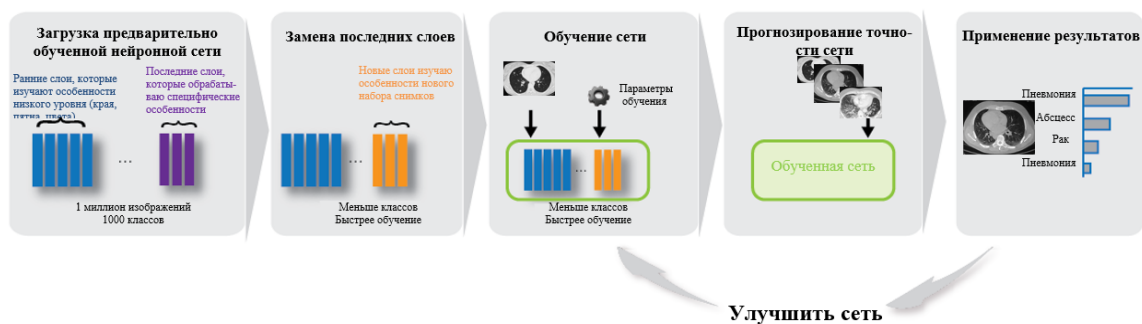 Загрузка предварительно
обученной нейронной сети
Ранние слои, которые
изучают особенности
низкого уровня (края,
пятна, цвета)
Последние слои,
которые обрабаты-
ваю специфические
особенности
...
1 миллион изображений
1000 классов
Замена последних слоев
Новые слои изучаю
особенности нового
набора снимков
...
Меньше классов
Быстрее обучение
Обучение сети
Параметры
обучения
...
Меньше классов
Быстрее обучение
Прогнозирование точно-
сти сети
Обученная сеть
Применение результатов
Пневмония
Абсцесс
Рак
Пневмония
Улучшить сеть